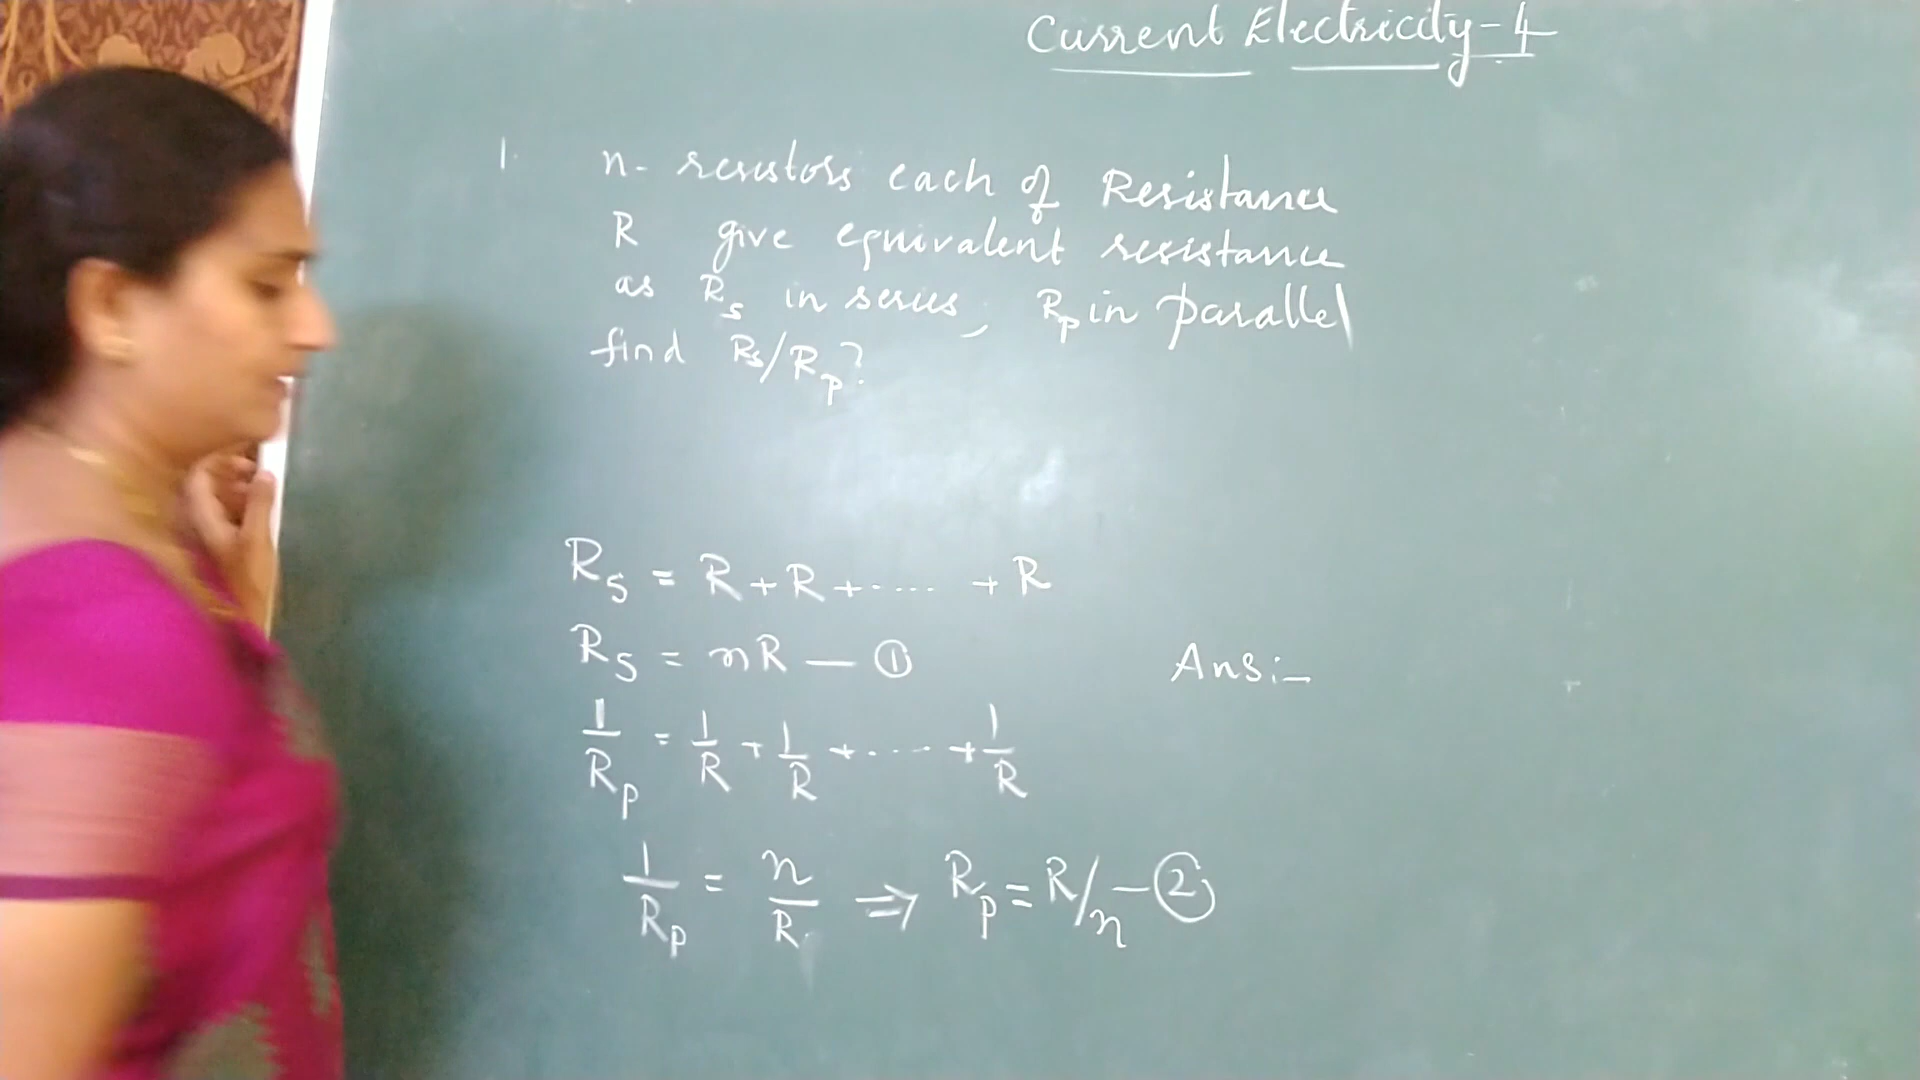 Current Electricity-4
1. n- resistors each of Resistance
R give equivalent resistance
as Rs in series, Rp in parallel
find Rs/Rp?
Rs = R + R + ..... + R
Rs = nR — ①
Ans:-
1/Rp = 1/R + 1/R + ..... + 1/R
1/Rp = n/R ⇒ Rp = R/n - ②